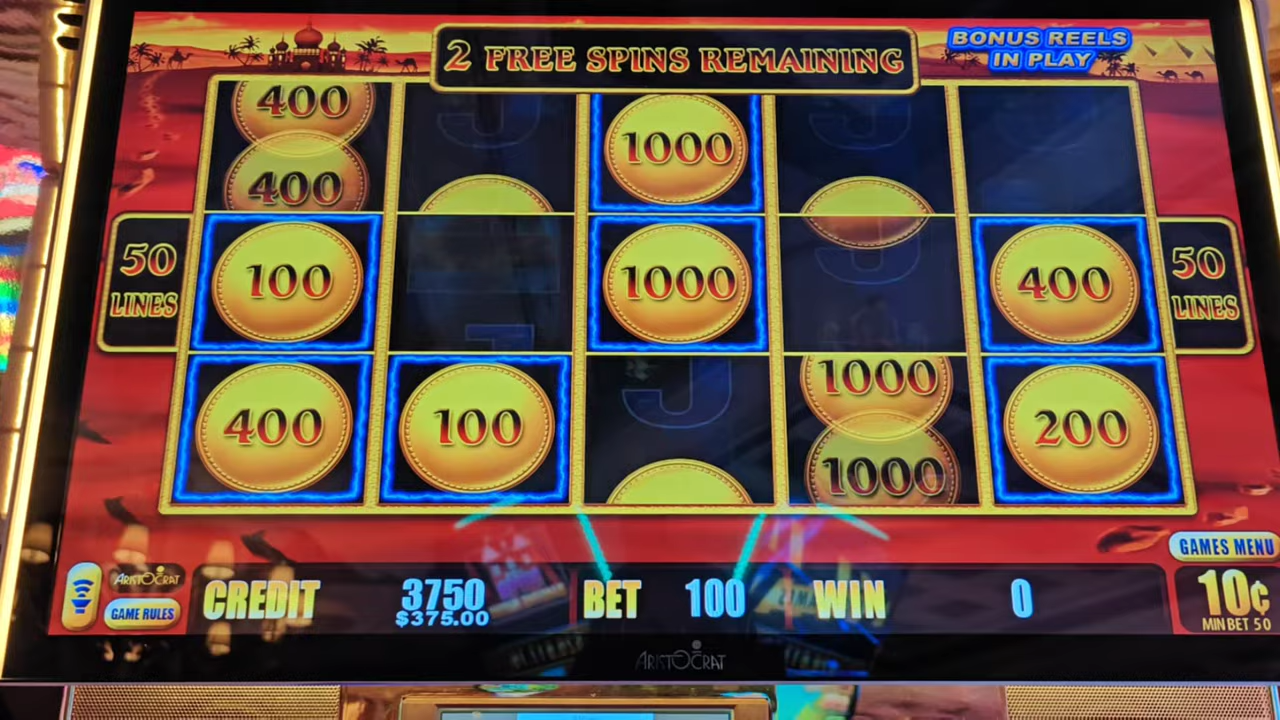 2 FREE SPINS REMAINING
BONUS REELS
IN PLAY
400
400
1000
50
LINES
100
1000
400
50
LINES
400
100
1000
1000
200
GAMES MENU
ARISTOCRAT
GAME RULES
CREDIT
3750
$375.00
BET
100
WIN
0
10¢
MIN BET 50
ARISTOCRAT